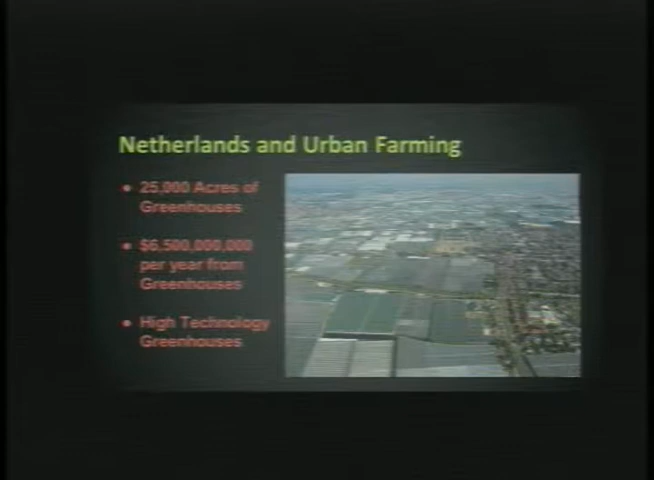 Netherlands and Urban Farming
• 25,000 Acres of
Greenhouses
• $6,500,000,000
per year from
Greenhouses
• High Technology
Greenhouses